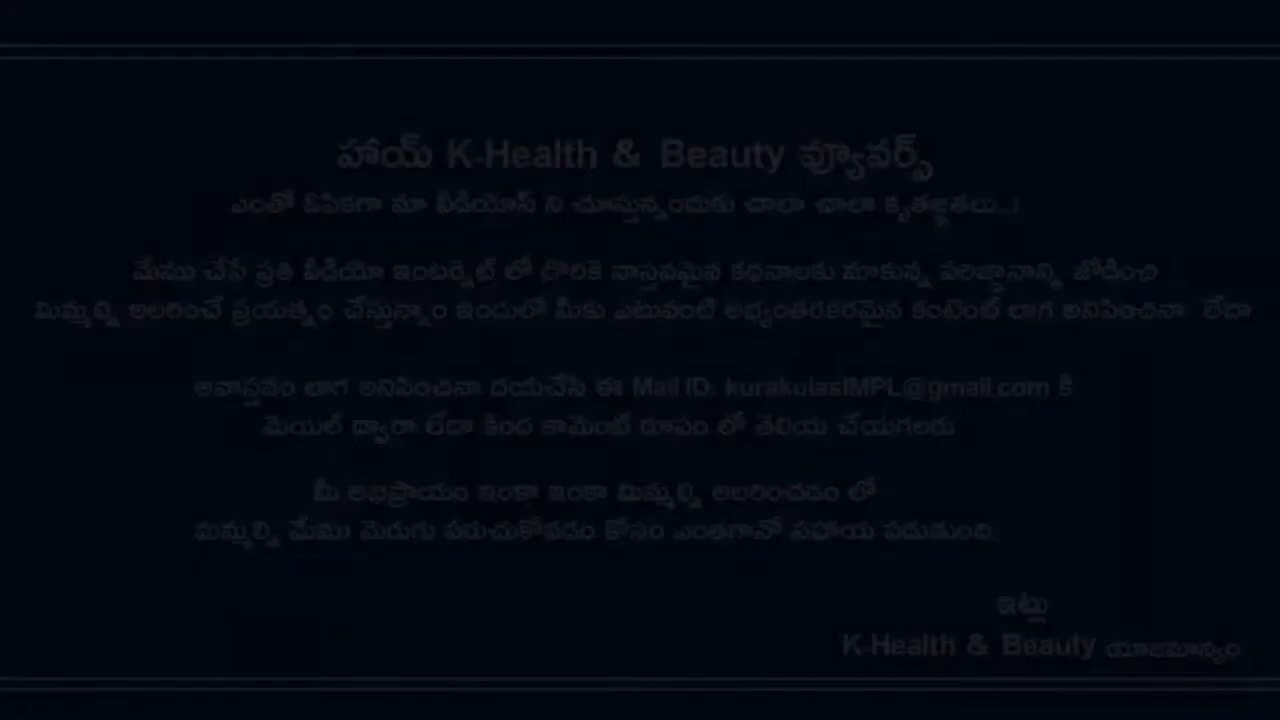 హాయ్ K-Health & Beauty వ్యూవర్స్
ఎంతో ఓపికగా మా వీడియోస్ ని చూస్తున్నందుకు చాలా చాలా కృతజ్ఞతలు..!
మేము చేసే ప్రతి వీడియో ఇంటర్నెట్ లో దొరికే వాస్తవమైన కథనాలకు మాకున్న పరిజ్ఞానాన్ని జోడించి
మిమ్మల్ని అలరించే ప్రయత్నం చేస్తున్నాం ఇందులో మీకు ఎటువంటి అభ్యంతరకరమైన కంటెంట్ లాగ అనిపించినా లేదా
అవాస్తవం లాగ అనిపించినా దయచేసి ఈ Mail ID: kurakulasIMPL@gmail.com కి
మెయిల్ ద్వారా లేదా కింద కామెంట్ రూపం లో తెలియ చేయగలరు
మీ అభిప్రాయం ఇంకా ఇంకా మిమ్మల్ని అలరించడం లో
మమ్మల్ని మేము మెరుగు పరుచుకోవడం కోసం ఎంతగానో సహాయ పడుతుంది.
ఇట్లు
K-Health & Beauty యాజమాన్యం